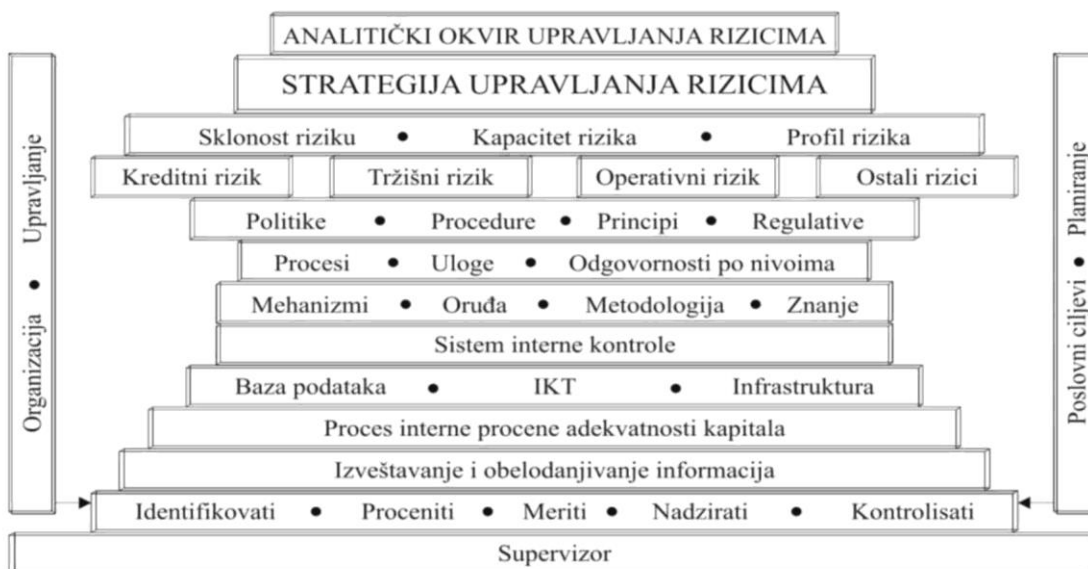 ANALITIČKI OKVIR UPRAVLJANJA RIZICIMA
STRATEGIJA UPRAVLJANJA RIZICIMA
Sklonost riziku • Kapacitet rizika • Profil rizika
Kreditni rizik Tržišni rizik Operativni rizik Ostali rizici
Politike • Procedure • Principi • Regulative
Procesi • Uloge • Odgovornosti po nivoima
Mehanizmi • Oruđa • Metodologija • Znanje
Sistem interne kontrole
Baza podataka • IKT • Infrastruktura
Proces interne procene adekvatnosti kapitala
Izveštavanje i obelodanjivanje informacija
Identifikovati • Proceniti • Meriti • Nadzirati • Kontrolisati
Supervizor
Organizacija • Upravljanje
Poslovni ciljevi • Planiranje